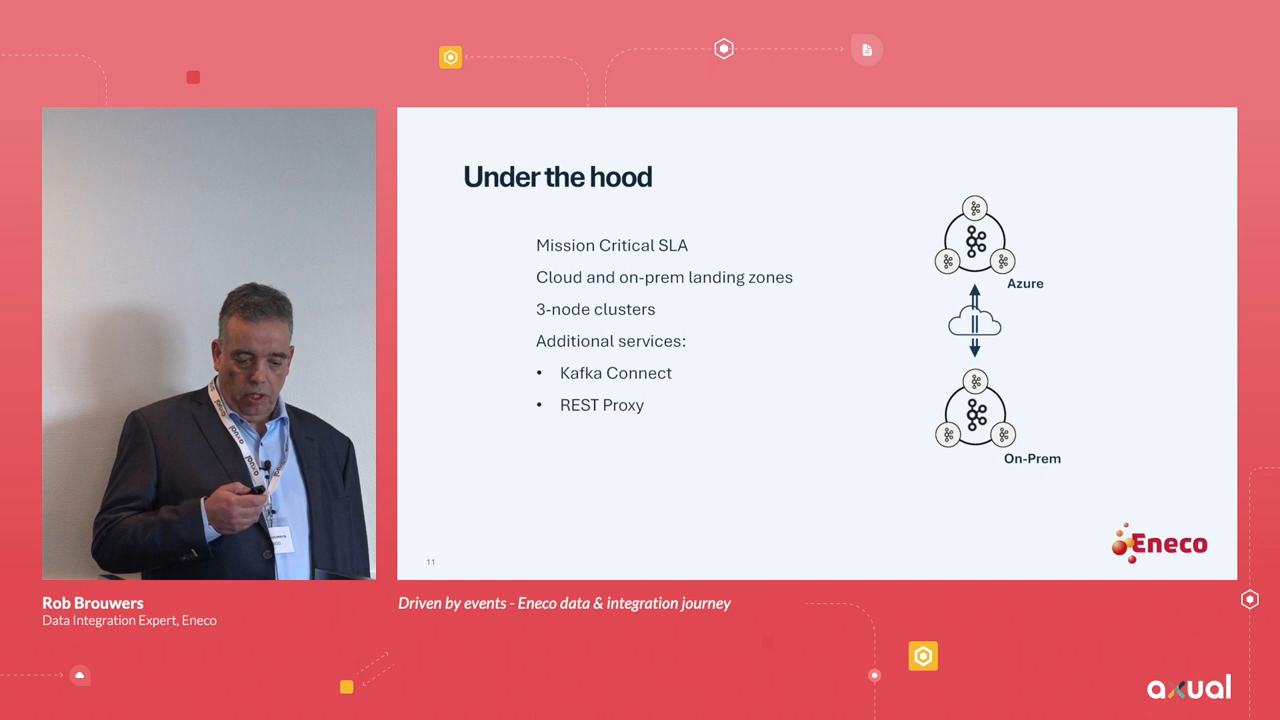 Under the hood
Mission Critical SLA
Cloud and on-prem landing zones
3-node clusters
Additional services:
• Kafka Connect
• REST Proxy
Azure
On-Prem
Eneco
11
Rob Brouwers
Data Integration Expert, Eneco
Driven by events - Eneco data & integration journey
axual